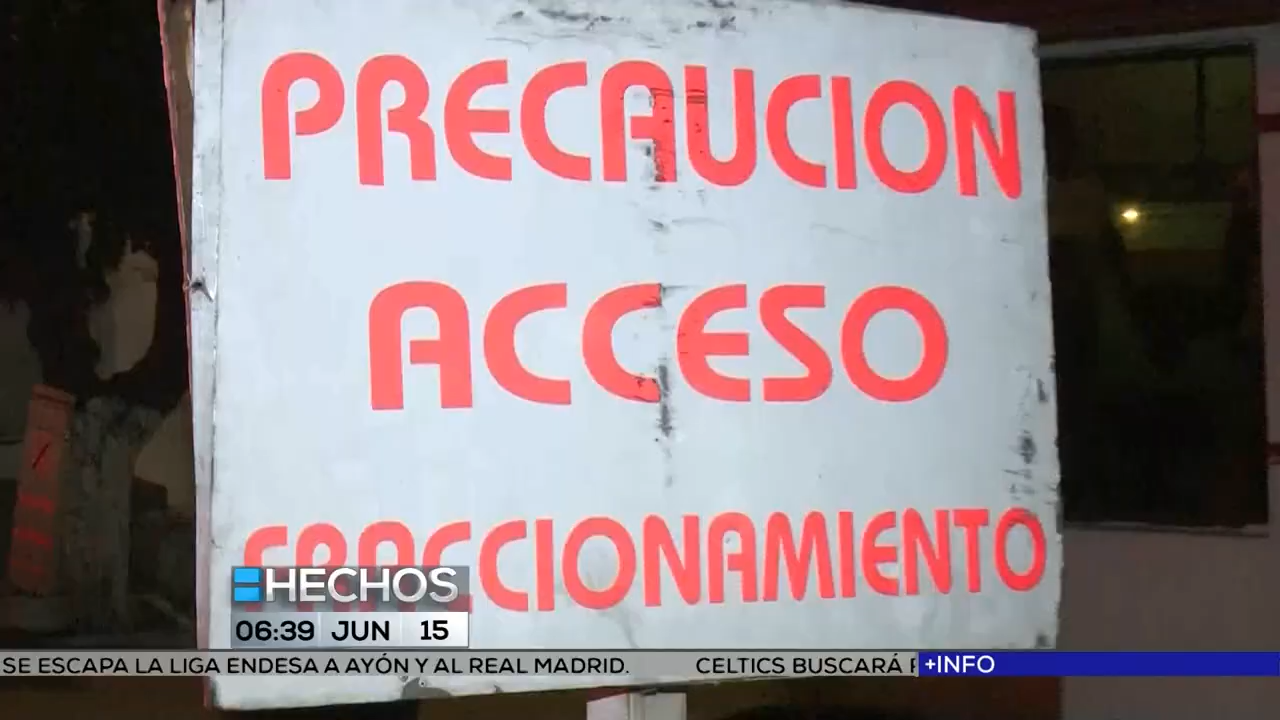 PRECAUCION
ACCESO
FRACCIONAMIENTO
HECHOS
06:39 JUN 15
SE ESCAPA LA LIGA ENDESA A AYÓN Y AL REAL MADRID. CELTICS BUSCARÁ +INFO